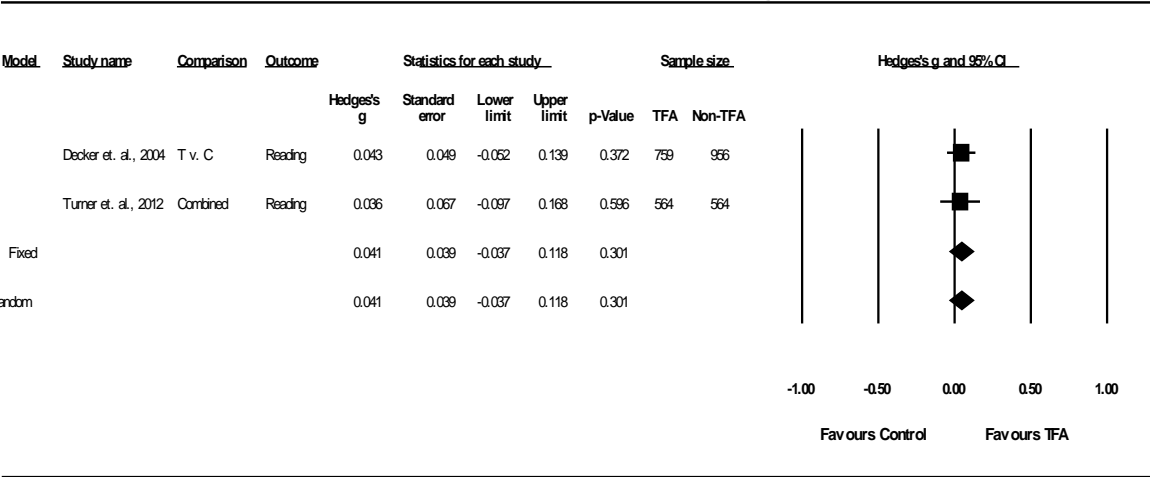 Model Study name Comparison Outcome Statistics for each study Sample size Hedges's g and 95% CI
Hedges's g Standard error Lower limit Upper limit p-Value TFA Non-TFA
Decker et. al., 2004 T v. C Reading 0.043 0.049 -0.052 0.139 0.372 759 956
Turner et. al., 2012 Combined Reading 0.036 0.067 -0.097 0.168 0.596 564 564
Fixed 0.041 0.039 -0.037 0.118 0.301
andom 0.041 0.039 -0.037 0.118 0.301
-1.00 -0.50 0.00 0.50 1.00
Favours Control Favours TFA